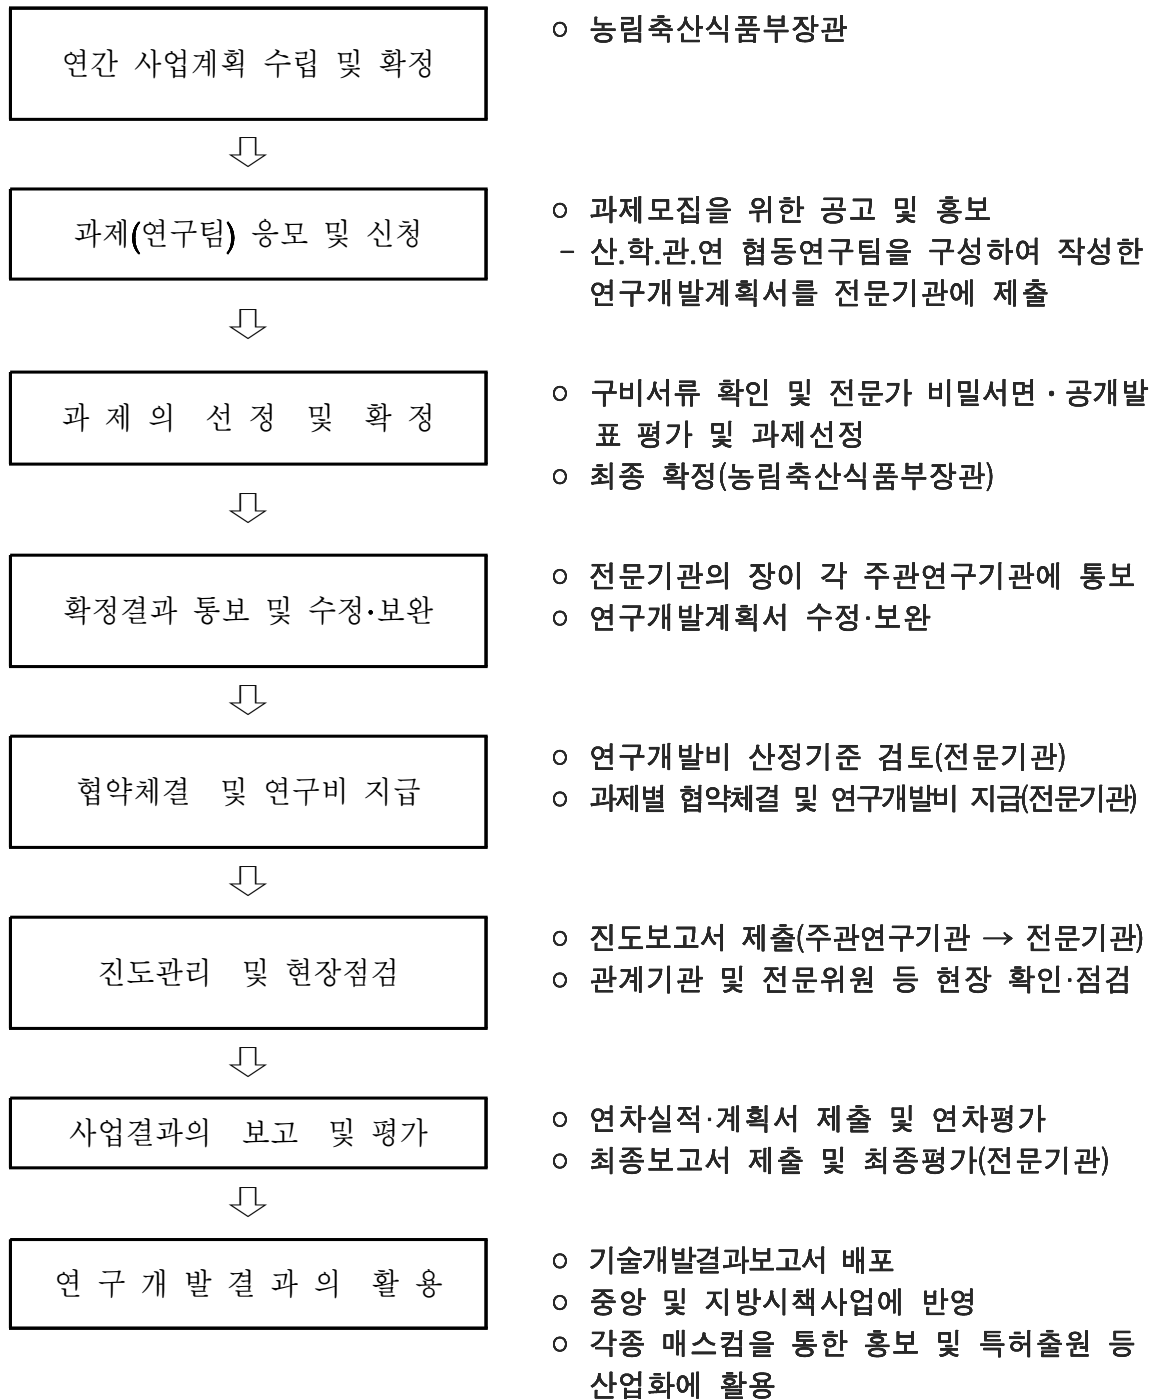 연간 사업계획 수립 및 확정
o 농림축산식품부장관
⇩
과제(연구팀) 응모 및 신청
o 과제모집을 위한 공고 및 홍보
- 산.학.관.연 협동연구팀을 구성하여 작성한
연구개발계획서를 전문기관에 제출
⇩
과 제 의 선 정 및 확 정
o 구비서류 확인 및 전문가 비밀서면·공개발
표 평가 및 과제선정
o 최종 확정(농림축산식품부장관)
⇩
확정결과 통보 및 수정·보완
o 전문기관의 장이 각 주관연구기관에 통보
o 연구개발계획서 수정·보완
⇩
협약체결 및 연구비 지급
o 연구개발비 산정기준 검토(전문기관)
o 과제별 협약체결 및 연구개발비 지급(전문기관)
⇩
진도관리 및 현장점검
o 진도보고서 제출(주관연구기관 → 전문기관)
o 관계기관 및 전문위원 등 현장 확인·점검
⇩
사업결과의 보고 및 평가
o 연차실적·계획서 제출 및 연차평가
o 최종보고서 제출 및 최종평가(전문기관)
⇩
연 구 개 발 결 과 의 활 용
o 기술개발결과보고서 배포
o 중앙 및 지방시책사업에 반영
o 각종 매스컴을 통한 홍보 및 특허출원 등
산업화에 활용